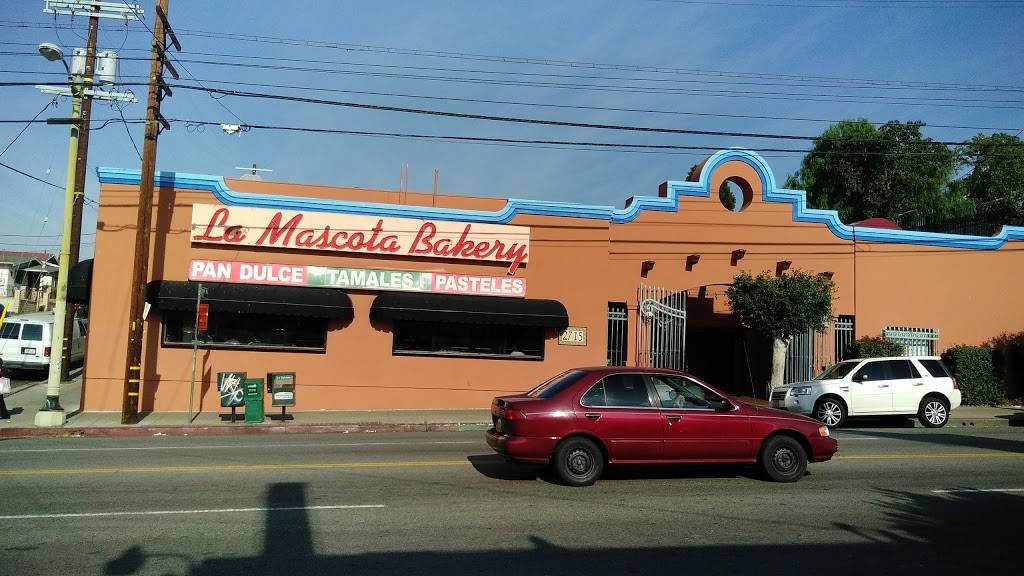 La Mascota Bakery
PAN DULCE TAMALES PASTELES
2715